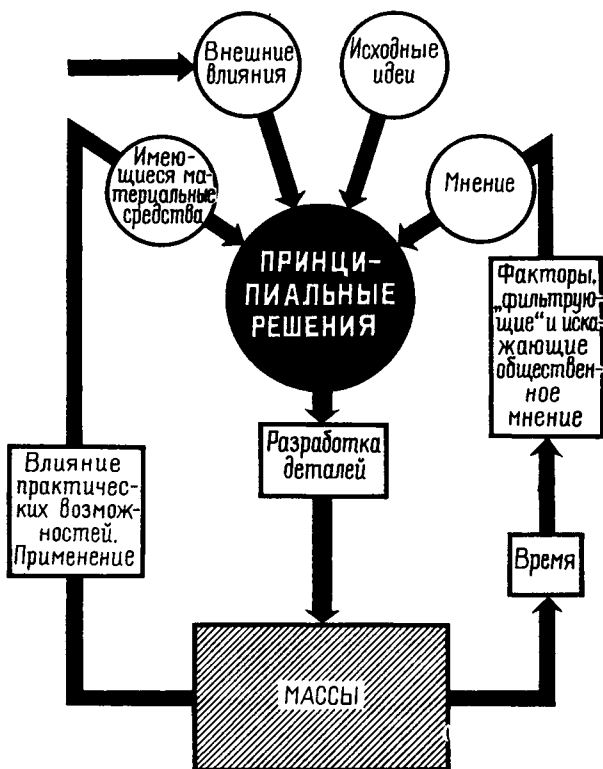 Внешние
влияния
Исходные
идеи
Имею-
щиеся ма-
териальные
средства
Мнение
ПРИНЦИ-
ПИАЛЬНЫЕ
РЕШЕНИЯ
Факторы,
„фильтрую-
щие“ и иска-
жающие
обществен-
ное
мнение
Разработка
деталей
Влияние
практичес-
ких возмож-
ностей.
Применение
Время
МАССЫ